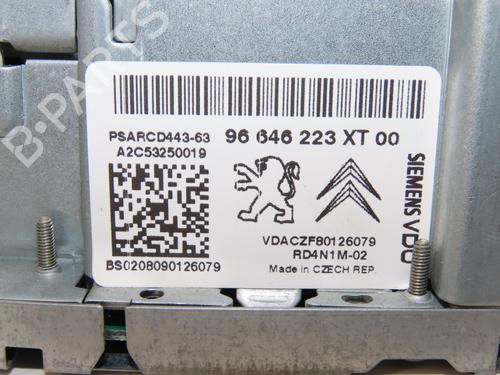 PSARCD443-63
A2C53250019
96 646 223 XT 00
SIEMENS VDO
VDACZF80126079
RD4N1M-02
Made in CZECH REP.
BS0208090126079
B-PARTS